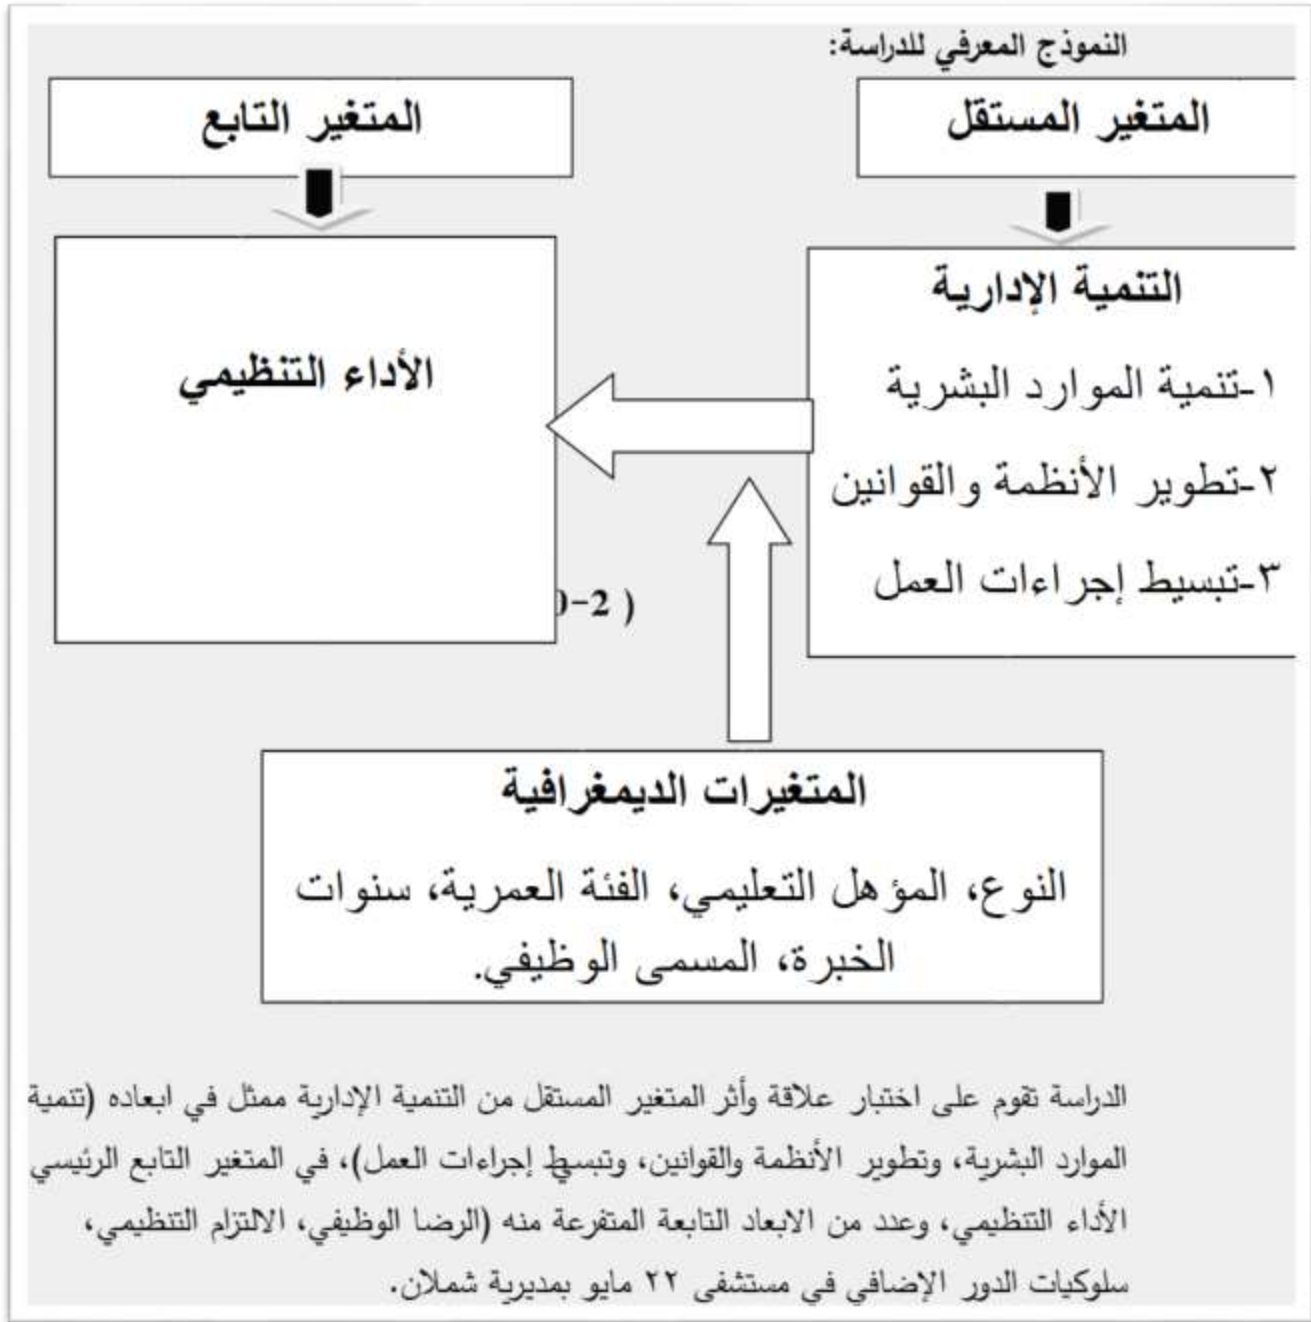 النموذج المعرفي للدراسة:
المتغير المستقل
المتغير التابع
التنمية الإدارية
١-تنمية الموارد البشرية
٢-تطوير الأنظمة والقوانين
٣-تبسيط إجراءات العمل
الأداء التنظيمي
-2 )
المتغيرات الديمغرافية
النوع، المؤهل التعليمي، الفئة العمرية، سنوات
الخبرة، المسمى الوظيفي.
الدراسة تقوم على اختبار علاقة وأثر المتغير المستقل من التنمية الإدارية ممثل في ابعاده (تنمية
الموارد البشرية، وتطوير الأنظمة والقوانين، وتبسيط إجراءات العمل)، في المتغير التابع الرئيسي
الأداء التنظيمي، وعدد من الابعاد التابعة المتفرعة منه (الرضا الوظيفي، الالتزام التنظيمي،
سلوكيات الدور الإضافي في مستشفى ٢٢ مايو بمديرية شملان.